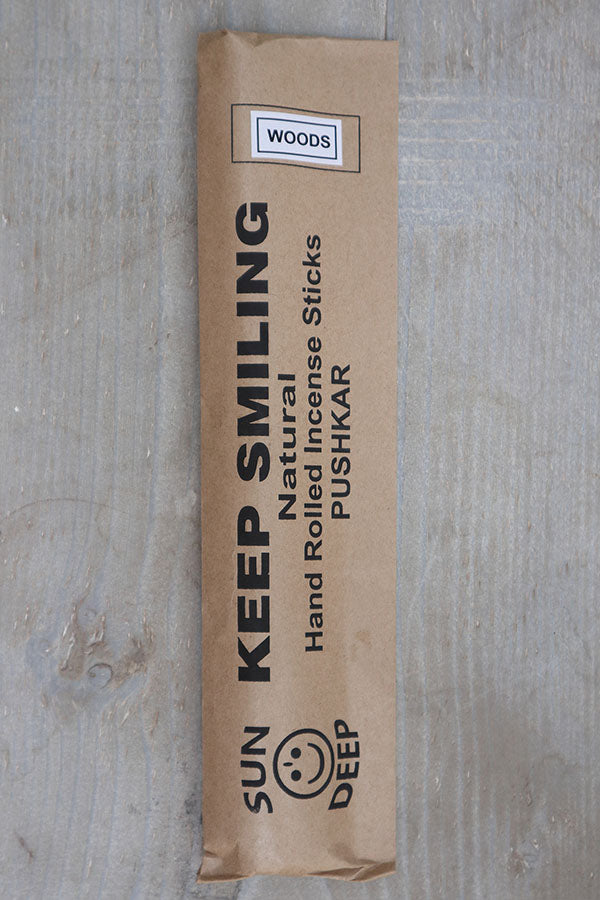 WOODS
KEEP SMILING
Natural
Hand Rolled Incense Sticks
PUSHKAR
SUN
DEEP